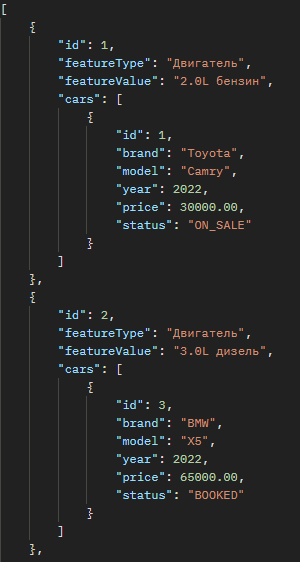 [
{
"id": 1,
"featureType": "Двигатель",
"featureValue": "2.0L бензин",
"cars": [
{
"id": 1,
"brand": "Toyota",
"model": "Camry",
"year": 2022,
"price": 30000.00,
"status": "ON_SALE"
}
]
},
{
"id": 2,
"featureType": "Двигатель",
"featureValue": "3.0L дизель",
"cars": [
{
"id": 3,
"brand": "BMW",
"model": "X5",
"year": 2022,
"price": 65000.00,
"status": "BOOKED"
}
]
},